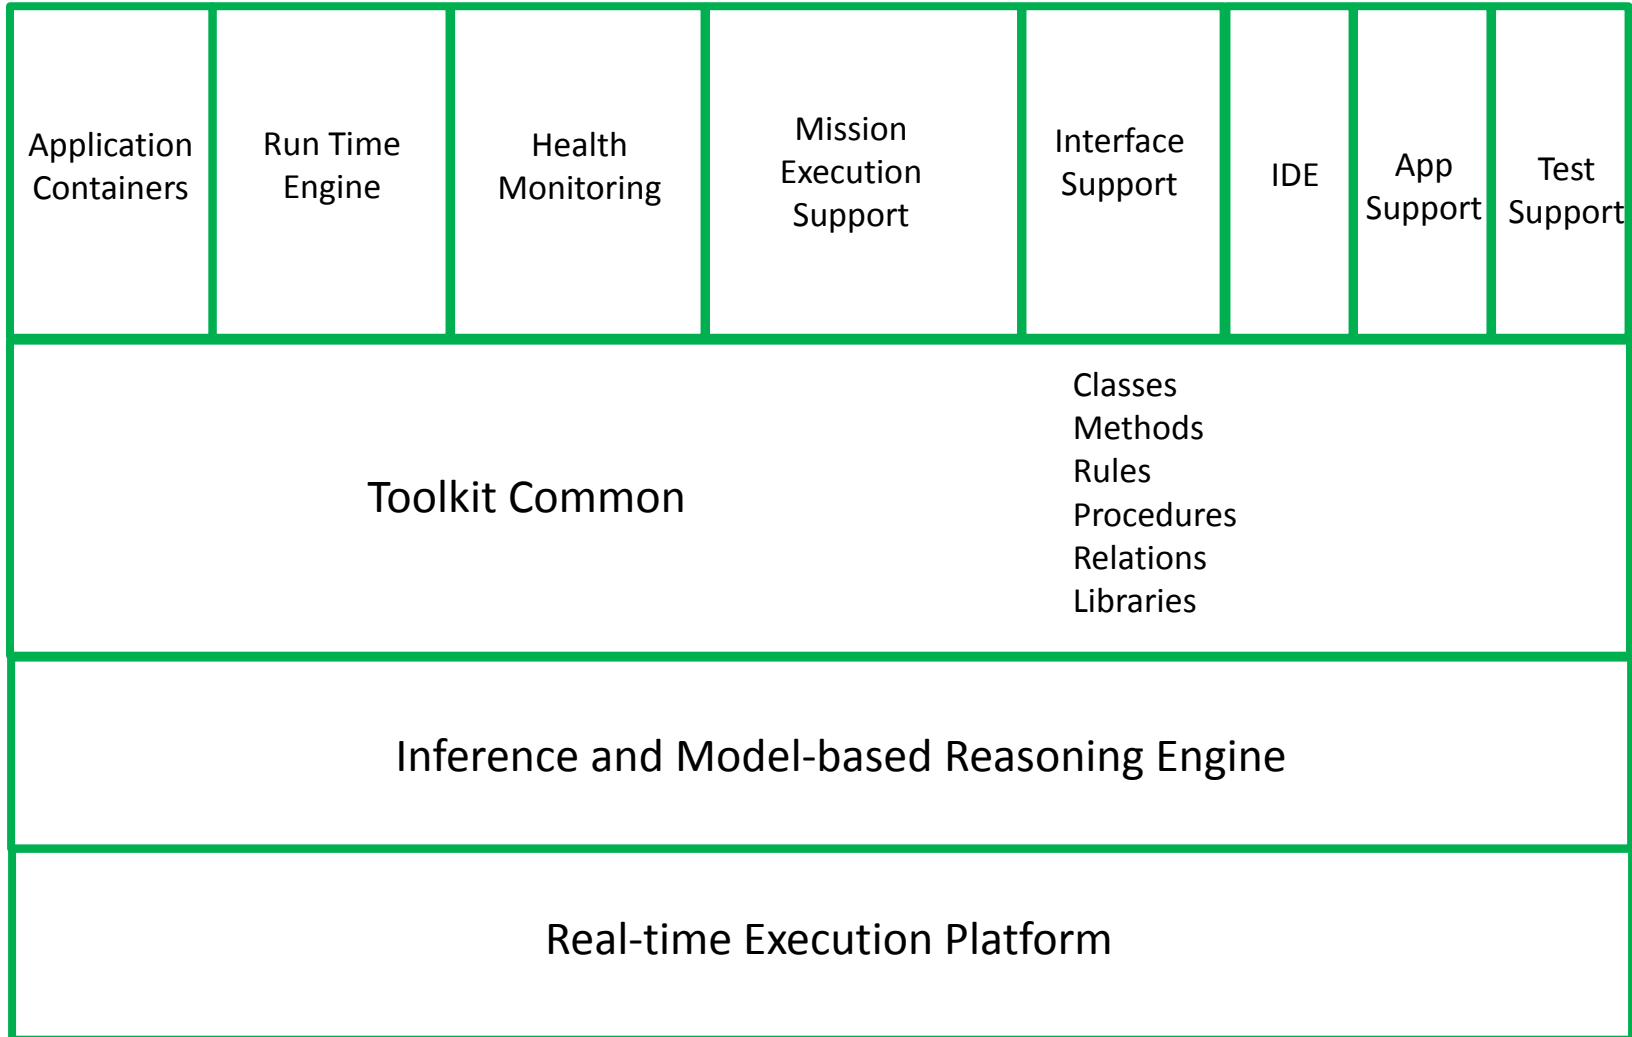 Application
Containers
Run Time
Engine
Health
Monitoring
Mission
Execution
Support
Interface
Support
IDE
App
Support
Test
Support
Toolkit Common
Classes
Methods
Rules
Procedures
Relations
Libraries
Inference and Model-based Reasoning Engine
Real-time Execution Platform